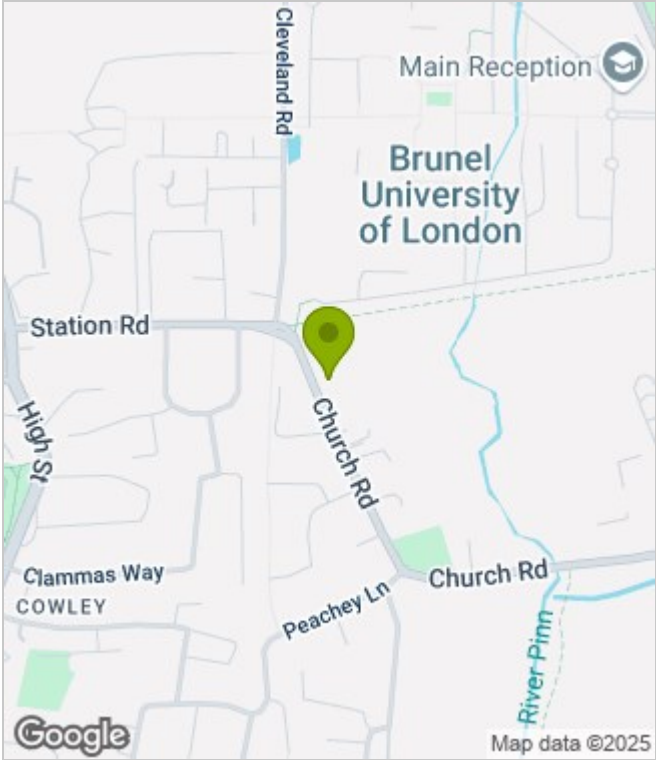 Cleveland Rd
Main Reception
Brunel
University
of London
Station Rd
High St
Church Rd
Clammas Way
COWLEY
Church Rd
Peachey Ln
River Pinn
Google
Map data ©2025